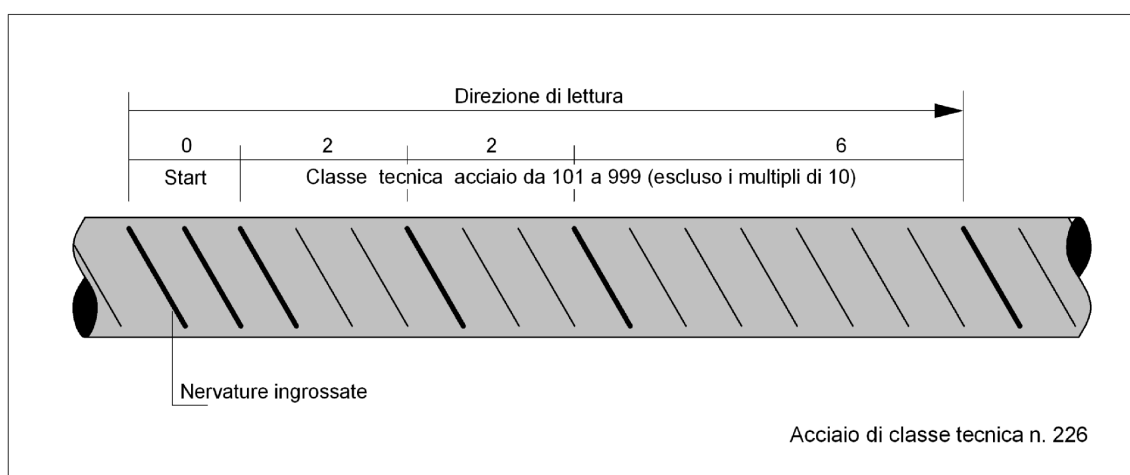 Direzione di lettura
0 2 2 6
Start Classe tecnica acciaio da 101 a 999 (escluso i multipli di 10)
Nervature ingrossate
Acciaio di classe tecnica n. 226